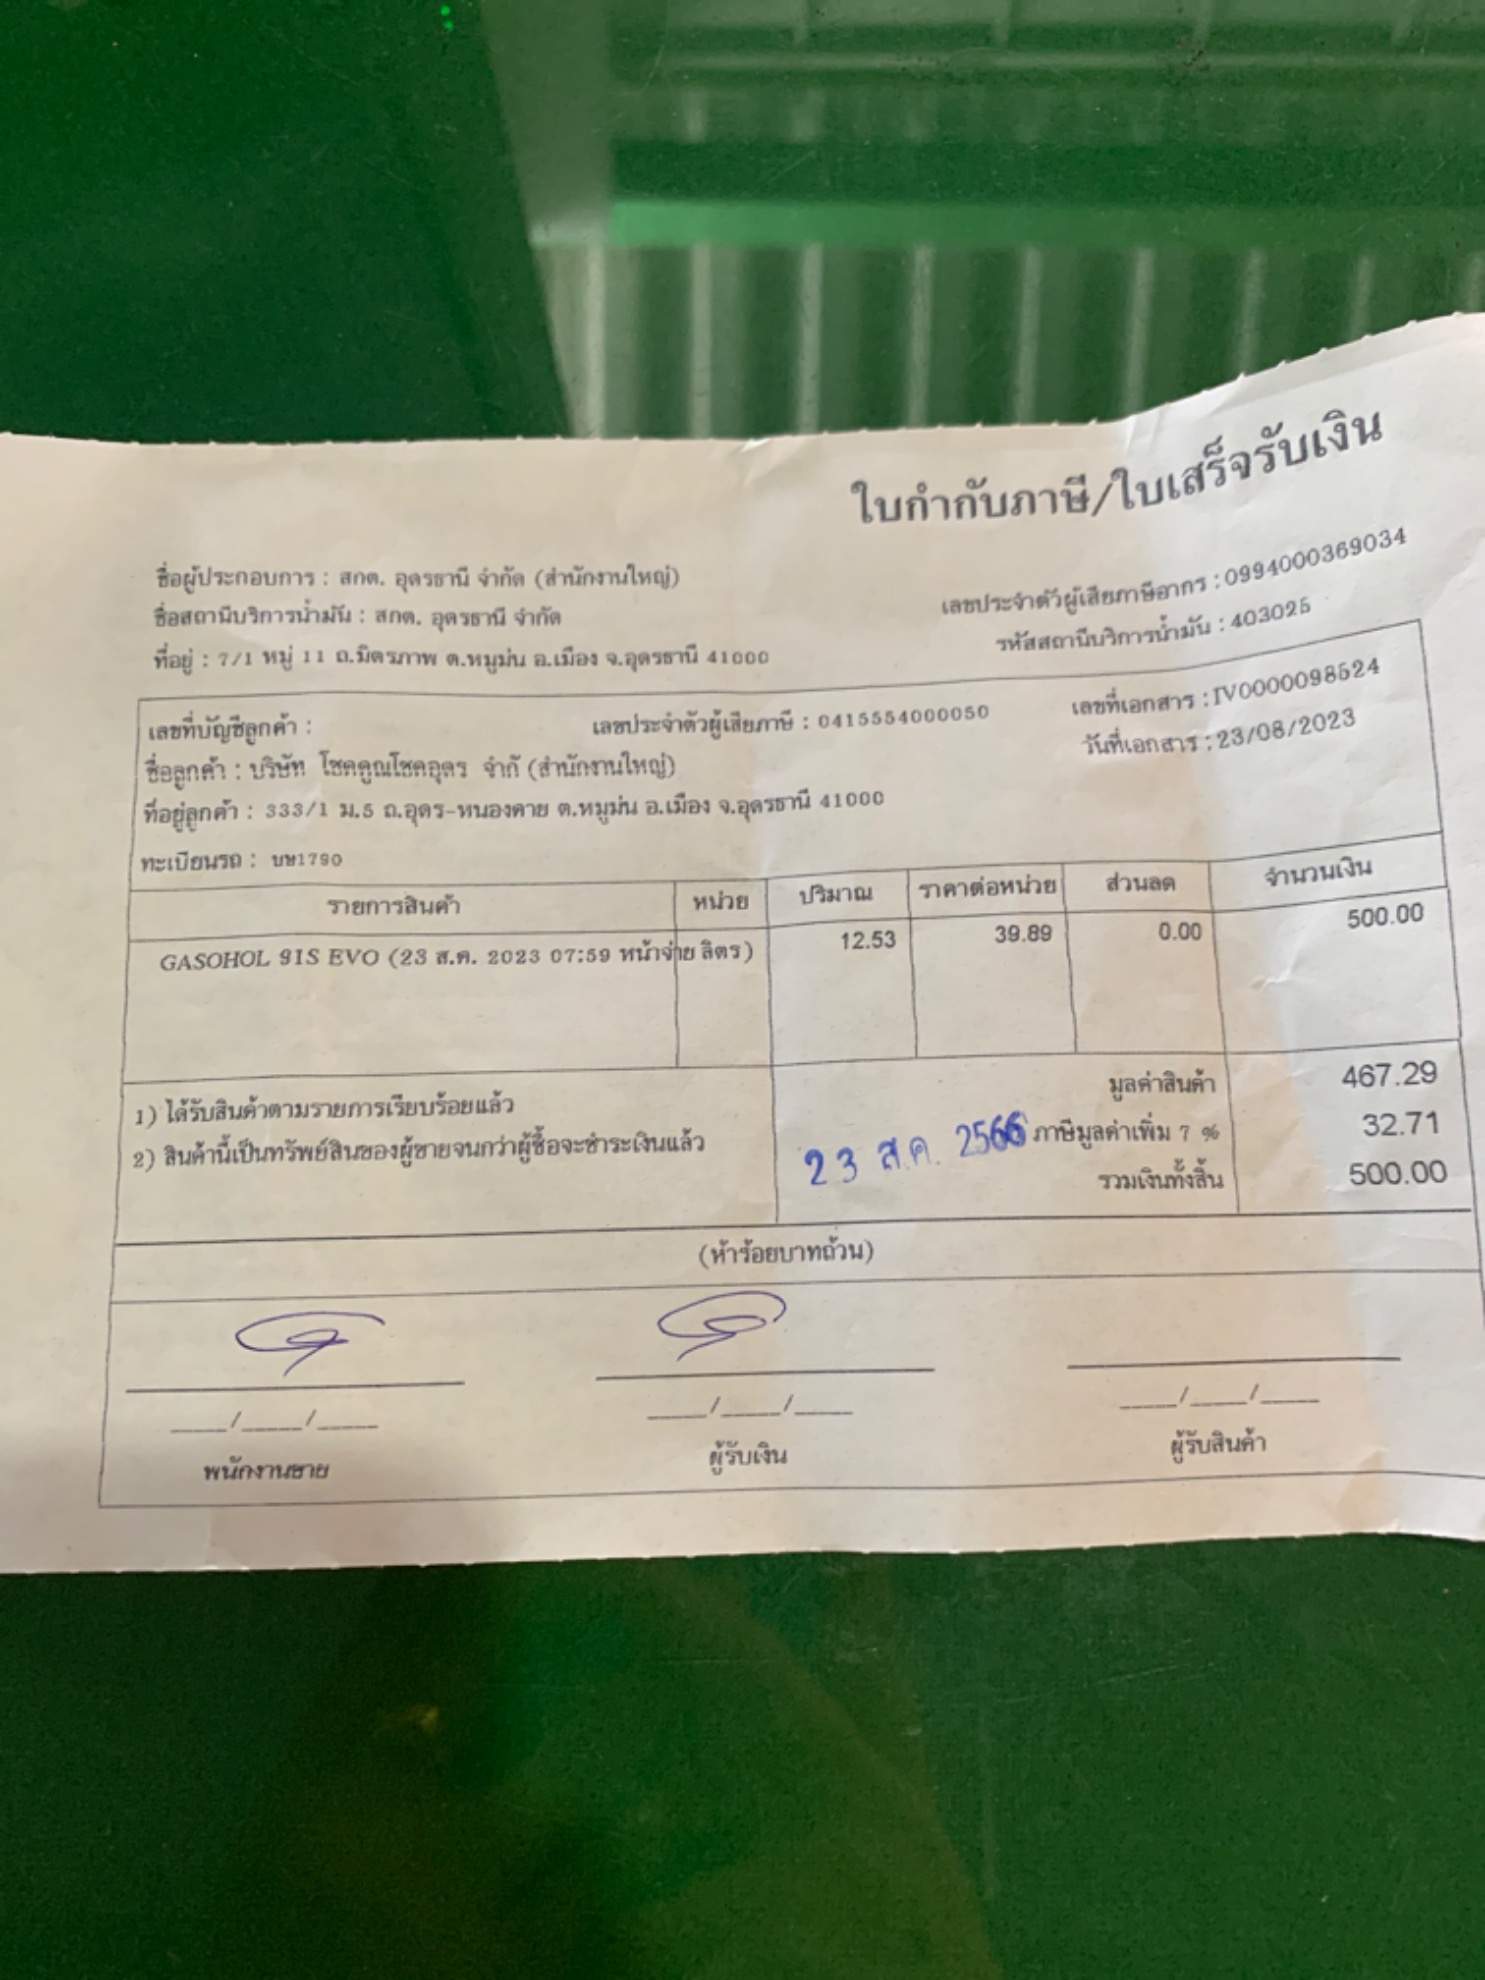 ใบกำกับภาษี/ใบเสร็จรับเงิน
ชื่อผู้ประกอบการ : สกต. อุดรธานี จำกัด (สำนักงานใหญ่)
เลขประจำตัวผู้เสียภาษีอากร : 0994000369034
ชื่อสถานีบริการน้ำมัน : สกต. อุดรธานี จำกัด
รหัสสถานีบริการน้ำมัน : 403025
ที่อยู่ : 7/1 หมู่ 11 ถ.มิตรภาพ ต.หมูม่น อ.เมือง จ.อุดรธานี 41000
เลขที่บัญชีลูกค้า : เลขประจำตัวผู้เสียภาษี : 0415554000050 เลขที่เอกสาร : IV0000098524
ชื่อลูกค้า : บริษัท โชคคูณโชคอุดร จำกั (สำนักงานใหญ่) วันที่เอกสาร : 23/08/2023
ที่อยู่ลูกค้า : 333/1 ม.5 ถ.อุดร-หนองคาย ต.หมูม่น อ.เมือง จ.อุดรธานี 41000
ทะเบียนรถ : บษ1790
รายการสินค้า หน่วย ปริมาณ ราคาต่อหน่วย ส่วนลด จำนวนเงิน
GASOHOL 91S EVO (23 ส.ค. 2023 07:59 หน้าจ่าย ลิตร) 12.53 39.89 0.00 500.00
1) ได้รับสินค้าตามรายการเรียบร้อยแล้ว มูลค่าสินค้า 467.29
2) สินค้านี้เป็นทรัพย์สินของผู้ขายจนกว่าผู้ซื้อจะชำระเงินแล้ว 23 ส.ค. 2566 ภาษีมูลค่าเพิ่ม 7 % 32.71
รวมเงินทั้งสิ้น 500.00
(ห้าร้อยบาทถ้วน)
____/____/____ ____/____/____ ____/____/____
พนักงานขาย ผู้รับเงิน ผู้รับสินค้า